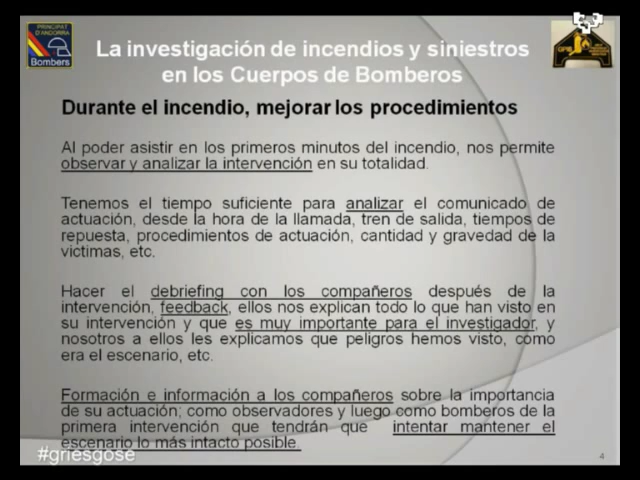 PRINCIPAT
D'ANDORRA
Bombers
La investigación de incendios y siniestros
en los Cuerpos de Bomberos
Durante el incendio, mejorar los procedimientos
Al poder asistir en los primeros minutos del incendio, nos permite
observar y analizar la intervención en su totalidad.
Tenemos el tiempo suficiente para analizar el comunicado de
actuación, desde la hora de la llamada, tren de salida, tiempos de
repuesta, procedimientos de actuación, cantidad y gravedad de la
victimas, etc.
Hacer el debriefing con los compañeros después de la
intervención, feedback, ellos nos explican todo lo que han visto en
su intervención y que es muy importante para el investigador, y
nosotros a ellos les explicamos que peligros hemos visto, cómo
era el escenario, etc.
Formación e información a los compañeros sobre la importancia
de su actuación; como observadores y luego como bomberos de la
primera intervención que tendrán que intentar mantener el
escenario lo más intacto posible.
#griesgose
4